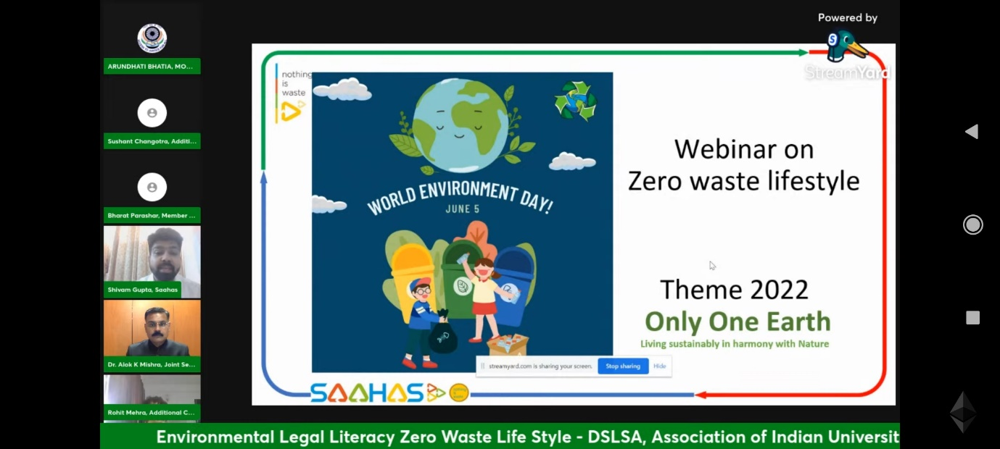 Powered by
StreamYard
ARUNDHATI BHATIA, MO...
Sushant Changotra, Additi...
Bharat Parashar, Member ...
Shivam Gupta, Saahas
Dr. Alok K Mishra, Joint Se...
Rohit Mehra, Additional C...
nothing
is
waste
WORLD ENVIRONMENT DAY!
JUNE 5
Webinar on
Zero waste lifestyle
Theme 2022
Only One Earth
Living sustainably in harmony with Nature
streamyard.com is sharing your screen.
Stop sharing
Hide
SAAHAS
Environmental Legal Literacy Zero Waste Life Style - DSLSA, Association of Indian Universit